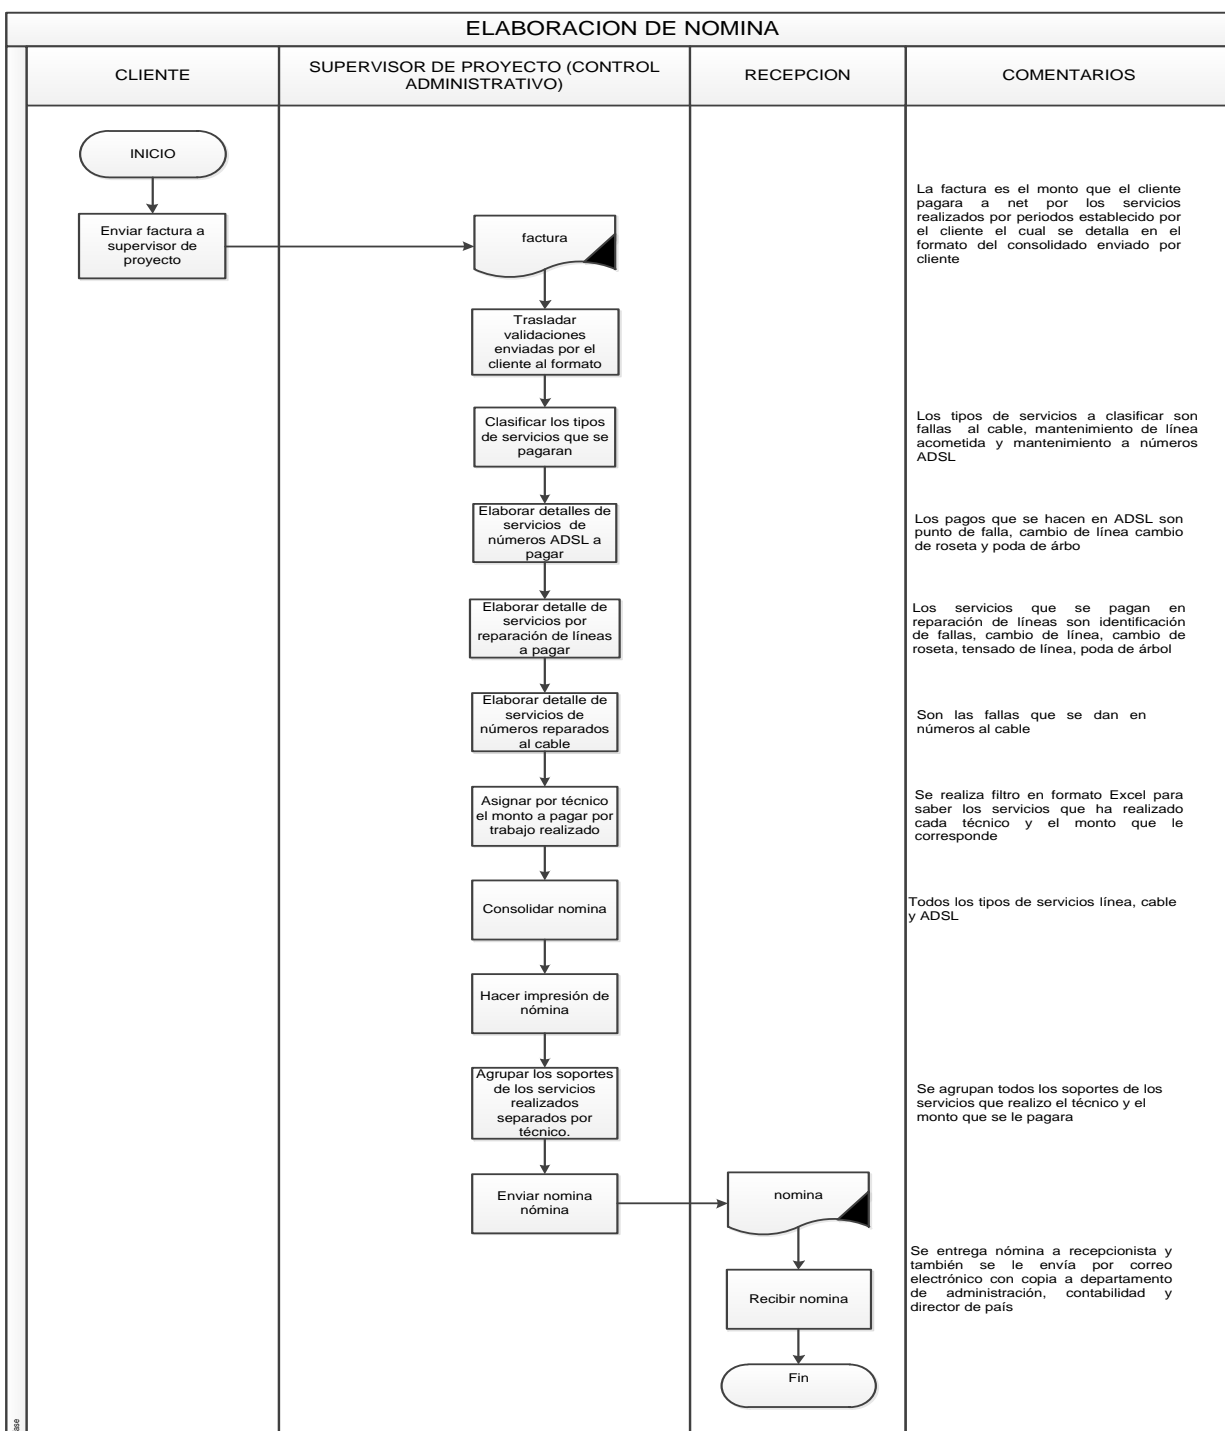 ELABORACION DE NOMINA
CLIENTE
SUPERVISOR DE PROYECTO (CONTROL
ADMINISTRATIVO)
RECEPCION
COMENTARIOS
INICIO
Enviar factura a
supervisor de
proyecto
factura
La factura es el monto que el cliente
pagara a net por los servicios
realizados por periodos establecido por
el cliente el cual se detalla en el
formato del consolidado enviado por
cliente
Trasladar
validaciones
enviadas por el
cliente al formato
Clasificar los tipos
de servicios que se
pagaran
Los tipos de servicios a clasificar son
fallas al cable, mantenimiento de línea
acometida y mantenimiento a números
ADSL
Elaborar detalles de
servicios de
números ADSL a
pagar
Los pagos que se hacen en ADSL son
punto de falla, cambio de línea cambio
de roseta y poda de árbo
Elaborar detalle de
servicios por
reparación de líneas
a pagar
Los servicios que se pagan en
reparación de líneas son identificación
de fallas, cambio de línea, cambio de
roseta, tensado de línea, poda de árbol
Elaborar detalle de
servicios de
números reparados
al cable
Son las fallas que se dan en
números al cable
Asignar por técnico
el monto a pagar por
trabajo realizado
Se realiza filtro en formato Excel para
saber los servicios que ha realizado
cada técnico y el monto que le
corresponde
Consolidar nomina
Todos los tipos de servicios línea, cable
y ADSL
Hacer impresión de
nómina
Agrupar los soportes
de los servicios
realizados
separados por
técnico.
Se agrupan todos los soportes de los
servicios que realizo el técnico y el
monto que se le pagara
Enviar nomina
nómina
nomina
Se entrega nómina a recepcionista y
también se le envía por correo
electrónico con copia a departamento
de administración, contabilidad y
director de país
Recibir nomina
Fin
ase